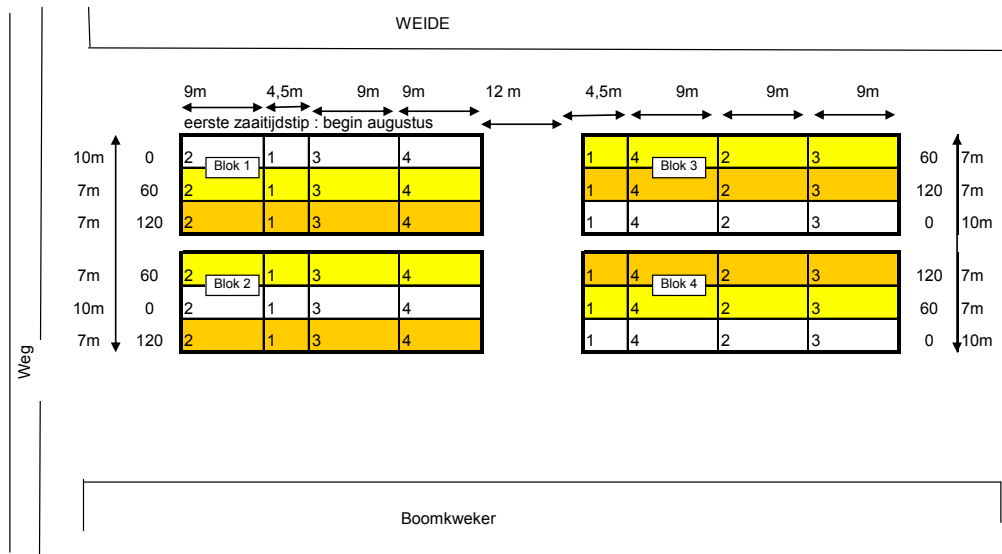 WEIDE
9m 4,5m 9m 9m 12 m 4,5m 9m 9m 9m
eerste zaaitijdstip : begin augustus
10m 0 2 Blok 1 1 3 4 1 4 Blok 3 2 3 60 7m
7m 60 2 1 3 4 1 4 2 3 120 7m
7m 120 2 1 3 4 1 4 2 3 0 10m
7m 60 2 Blok 2 1 3 4 1 4 Blok 4 2 3 120 7m
10m 0 2 1 3 4 1 4 2 3 60 7m
7m 120 2 1 3 4 1 4 2 3 0 10m
Weg
Boomkweker